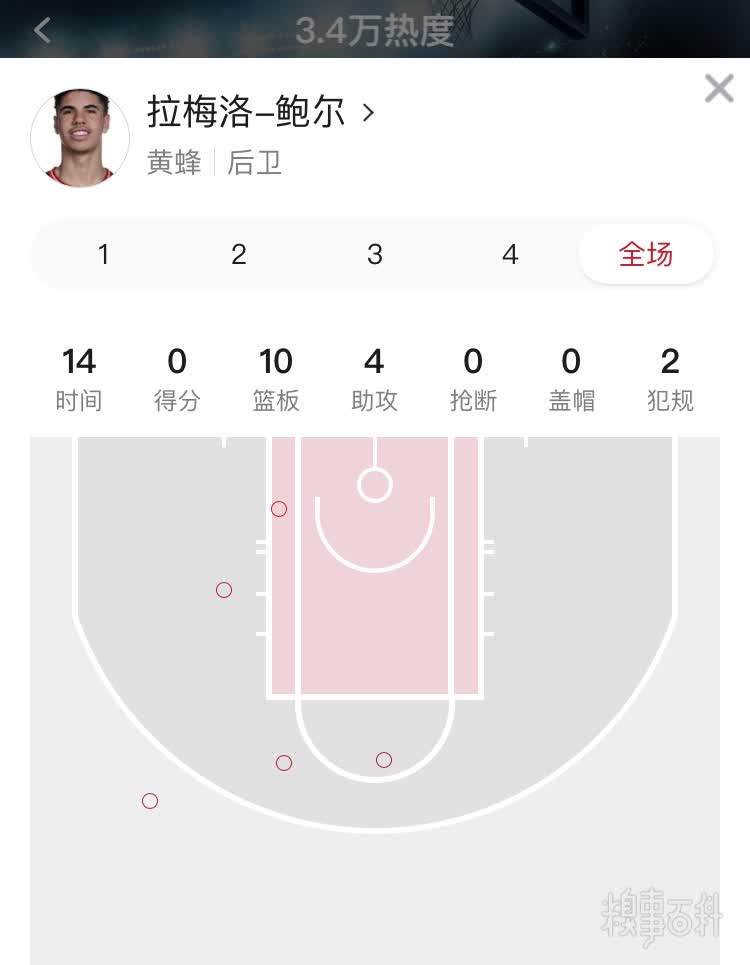 3.4万热度
拉梅洛-鲍尔
黄蜂 后卫
1 2 3 4 全场
14 0 10 4 0 0 2
时间 得分 篮板 助攻 抢断 盖帽 犯规
糗事百科